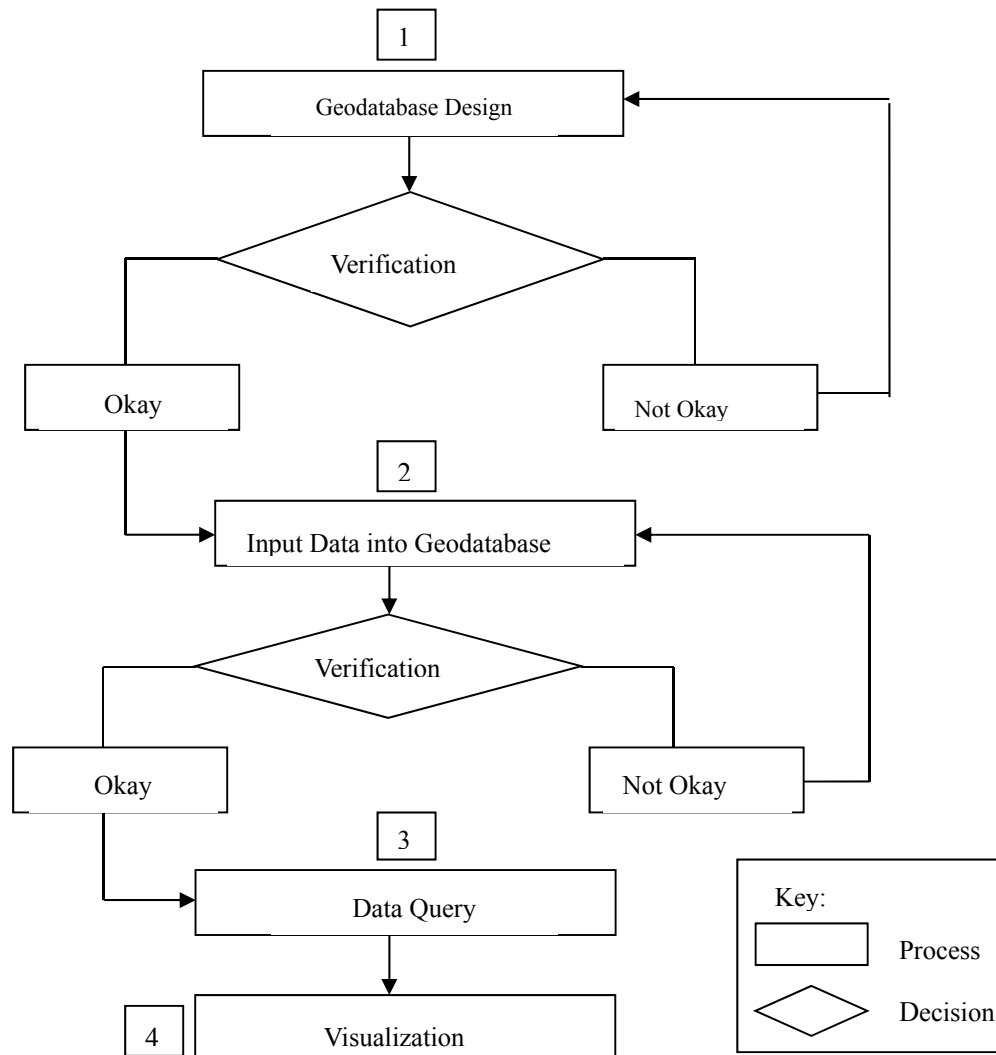 1
Geodatabase Design
Verification
Okay
Not Okay
2
Input Data into Geodatabase
Verification
Okay
Not Okay
3
Data Query
4
Visualization
Key:
Process
Decision